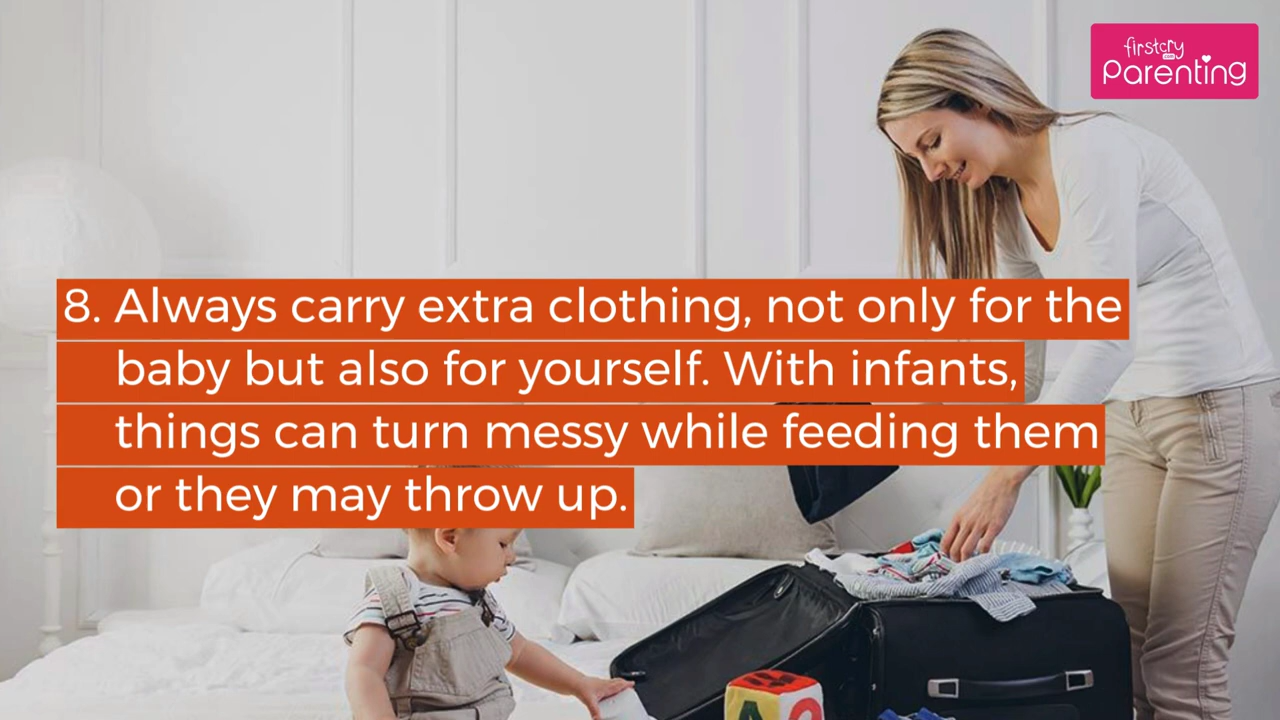 firstcry
.com
Parenting
8. Always carry extra clothing, not only for the
baby but also for yourself. With infants,
things can turn messy while feeding them
or they may throw up.
A